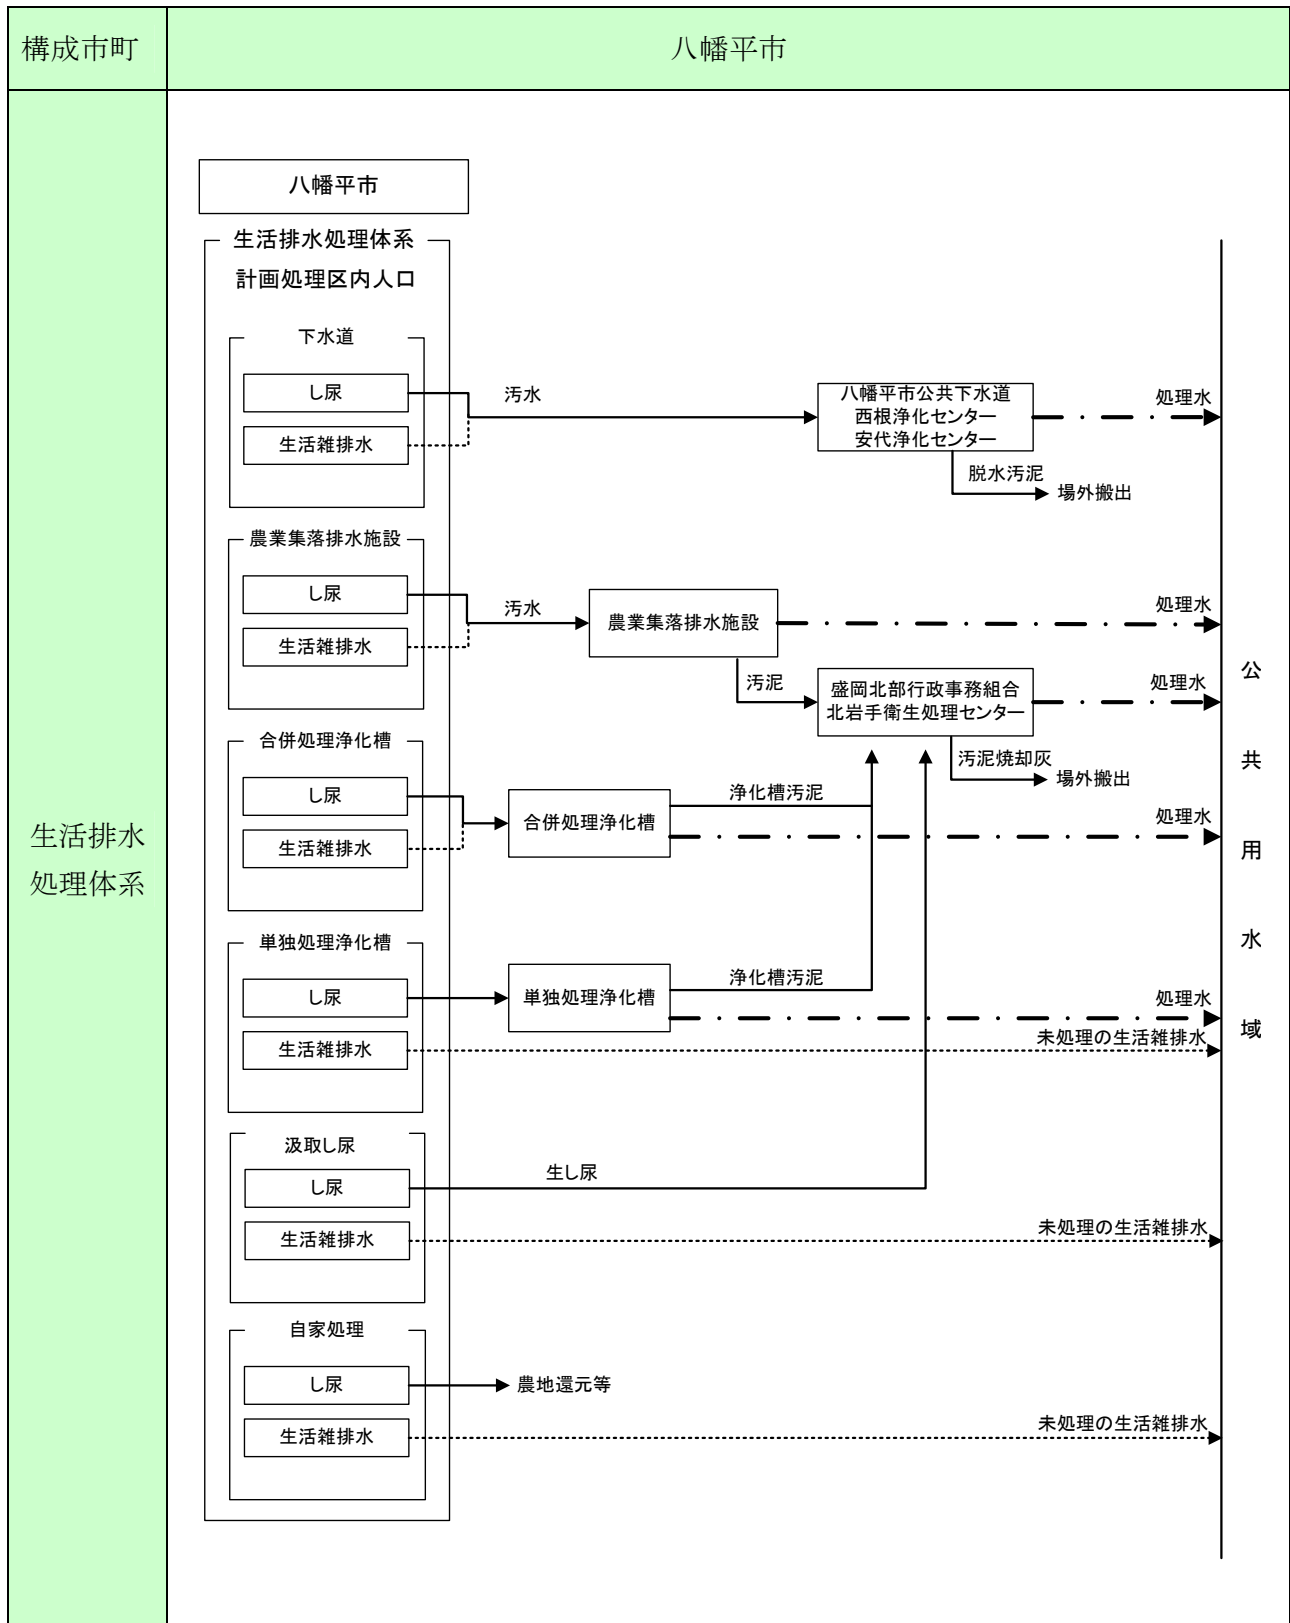 構成市町
八幡平市
生活排水
処理体系
八幡平市
生活排水処理体系
計画処理区内人口
下水道
し尿
生活雑排水
汚水
八幡平市公共下水道
西根浄化センター
安代浄化センター
処理水
脱水汚泥
場外搬出
農業集落排水施設
し尿
生活雑排水
汚水
農業集落排水施設
処理水
汚泥
盛岡北部行政事務組合
北岩手衛生処理センター
処理水
汚泥焼却灰
場外搬出
合併処理浄化槽
し尿
生活雑排水
合併処理浄化槽
浄化槽汚泥
処理水
単独処理浄化槽
し尿
生活雑排水
単独処理浄化槽
浄化槽汚泥
処理水
未処理の生活雑排水
汲取し尿
し尿
生活雑排水
生し尿
未処理の生活雑排水
自家処理
し尿
生活雑排水
農地還元等
未処理の生活雑排水
公共用水域